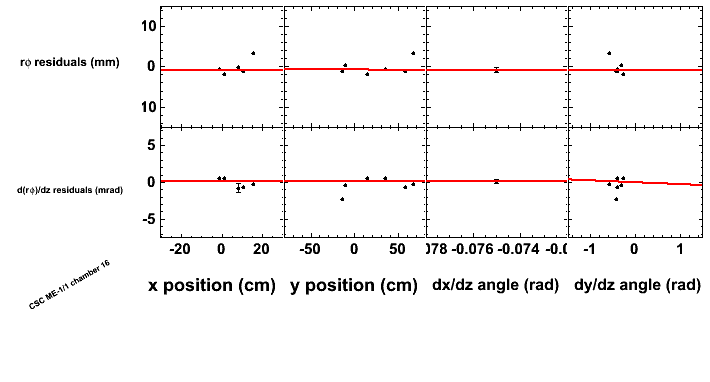 rϕ residuals (mm)
10
0
10
d(rϕ)/dz residuals (mrad)
5
0
-5
-20 0 20 -50 0 50 078 -0.076 -0.074 -0.0 -1 0 1
x position (cm) y position (cm) dx/dz angle (rad) dy/dz angle (rad)
CSC ME-1/1 chamber 16